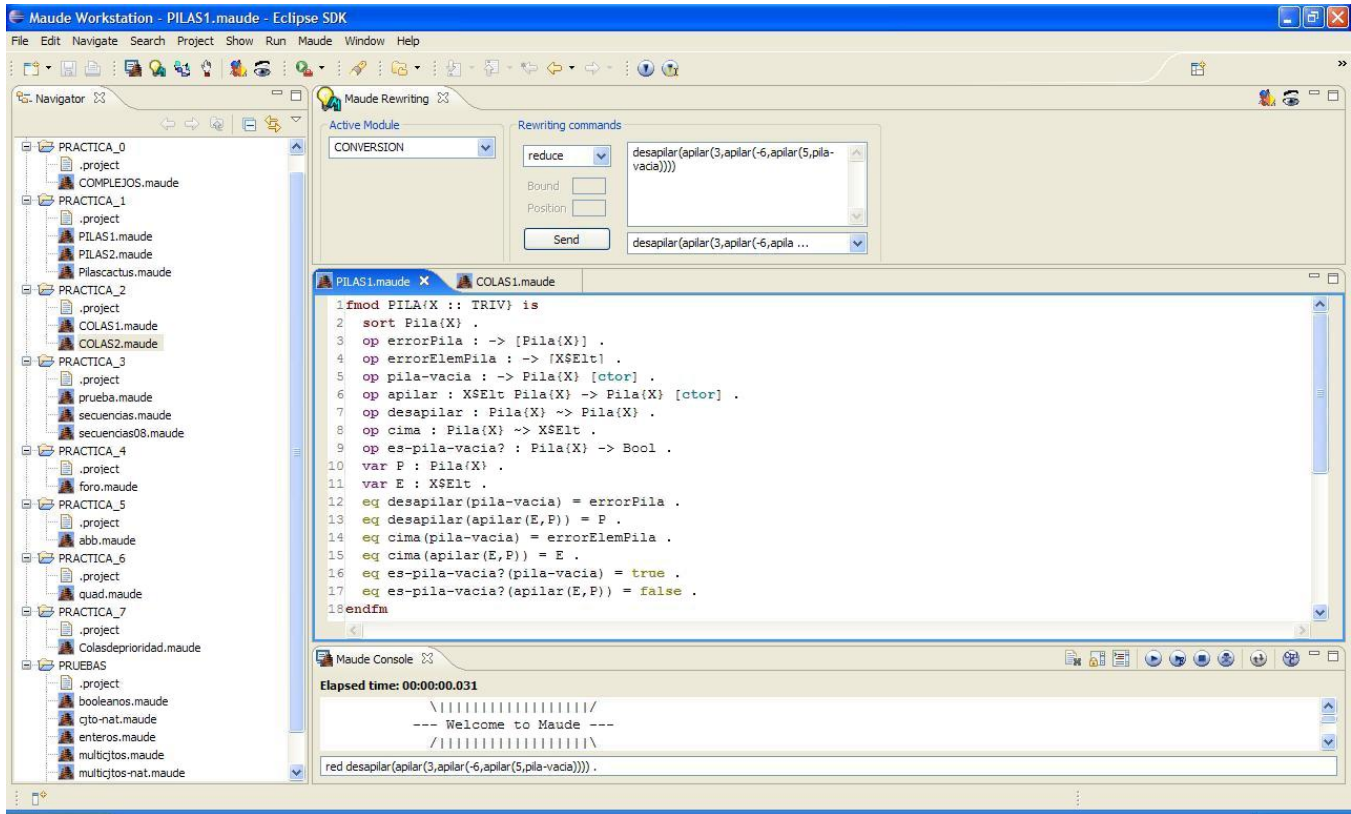 Maude Workstation - PILAS1.maude - Eclipse SDK
File Edit Navigate Search Project Show Run Maude Window Help
Navigator
PRACTICA_0
.project
COMPLEJOS.maude
PRACTICA_1
.project
PILAS1.maude
PILAS2.maude
Pilascactus.maude
PRACTICA_2
.project
COLAS1.maude
COLAS2.maude
PRACTICA_3
.project
prueba.maude
secuencias.maude
secuencias08.maude
PRACTICA_4
.project
foro.maude
PRACTICA_5
.project
abb.maude
PRACTICA_6
.project
quad.maude
PRACTICA_7
.project
Colasdeprioridad.maude
PRUEBAS
.project
booleanos.maude
cjto-nat.maude
enteros.maude
multicjtos.maude
multicjtos-nat.maude
Maude Rewriting
Active Module
CONVERSION
Rewriting commands
reduce
Bound
Position
Send
desapilar(apilar(3,apilar(-6,apilar(5,pila-
vacia))))
desapilar(apilar(3,apilar(-6,apila ...
PILAS1.maude COLAS1.maude
1 fmod PILA{X :: TRIV} is
2 sort Pila{X} .
3 op errorPila : -> [Pila{X}] .
4 op errorElemPila : -> [X$Elt] .
5 op pila-vacia : -> Pila{X} [ctor] .
6 op apilar : X$Elt Pila{X} -> Pila{X} [ctor] .
7 op desapilar : Pila{X} ~> Pila{X} .
8 op cima : Pila{X} ~> X$Elt .
9 op es-pila-vacia? : Pila{X} -> Bool .
10 var P : Pila{X} .
11 var E : X$Elt .
12 eq desapilar(pila-vacia) = errorPila .
13 eq desapilar(apilar(E,P)) = P .
14 eq cima(pila-vacia) = errorElemPila .
15 eq cima(apilar(E,P)) = E .
16 eq es-pila-vacia?(pila-vacia) = true .
17 eq es-pila-vacia?(apilar(E,P)) = false .
18 endfm
Maude Console
Elapsed time: 00:00:00.031
\||||||||||||||||||/
--- Welcome to Maude ---
/||||||||||||||||||\
red desapilar(apilar(3,apilar(-6,apilar(5,pila-vacia)))) .